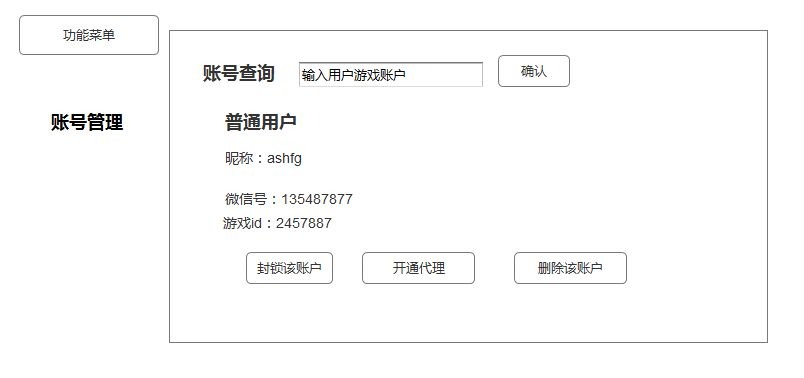 功能菜单
账号查询 输入用户游戏账户 确认
账号管理
普通用户
昵称：ashfg
微信号：135487877
游戏id：2457887
封锁该账户 开通代理 删除该账户